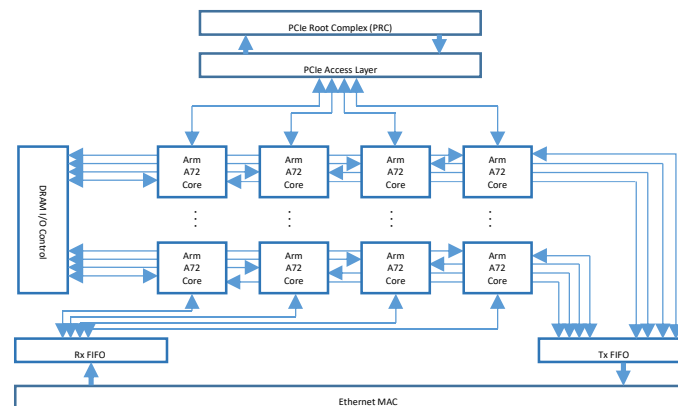 PCIe Root Complex (PRC)
PCIe Access Layer
Arm
A72
Core
Arm
A72
Core
Arm
A72
Core
Arm
A72
Core
DRAM I/O Control
Arm
A72
Core
Arm
A72
Core
Arm
A72
Core
Arm
A72
Core
Rx FIFO
Tx FIFO
Ethernet MAC